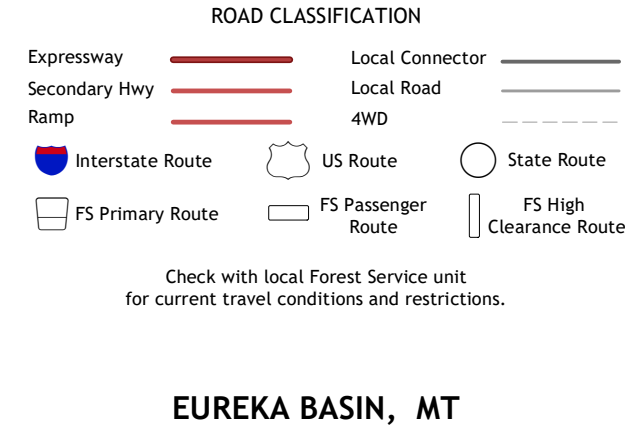 ROAD CLASSIFICATION
Expressway
Local Connector
Secondary Hwy
Local Road
Ramp
4WD
Interstate Route
US Route
State Route
FS Primary Route
FS Passenger
Route
FS High
Clearance Route
Check with local Forest Service unit
for current travel conditions and restrictions.
EUREKA BASIN, MT